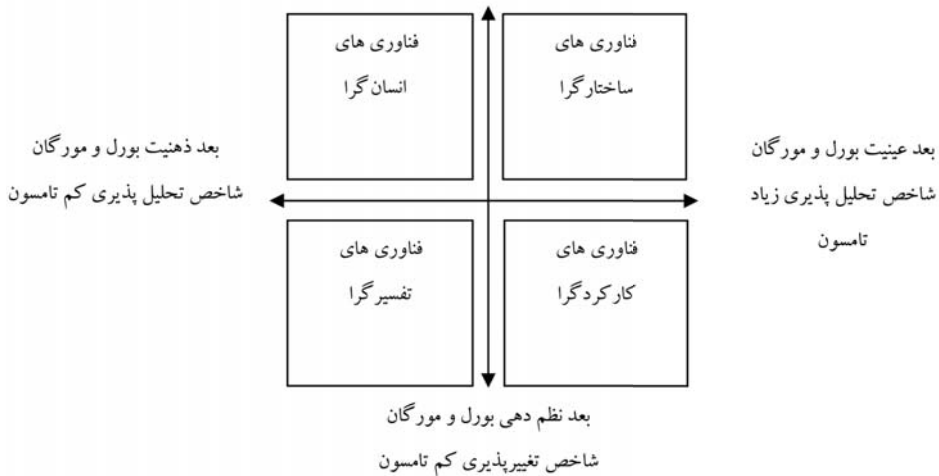 فناوری های
ساختارگرا
فناوری های
انسان گرا
بعد عینیت بورل و مورگان
شاخص تحلیل پذیری زیاد
تامسون
بعد ذهنیت بورل و مورگان
شاخص تحلیل پذیری کم تامسون
فناوری های
کارکردگرا
فناوری های
تفسیرگرا
بعد نظم دهی بورل و مورگان
شاخص تغییرپذیری کم تامسون